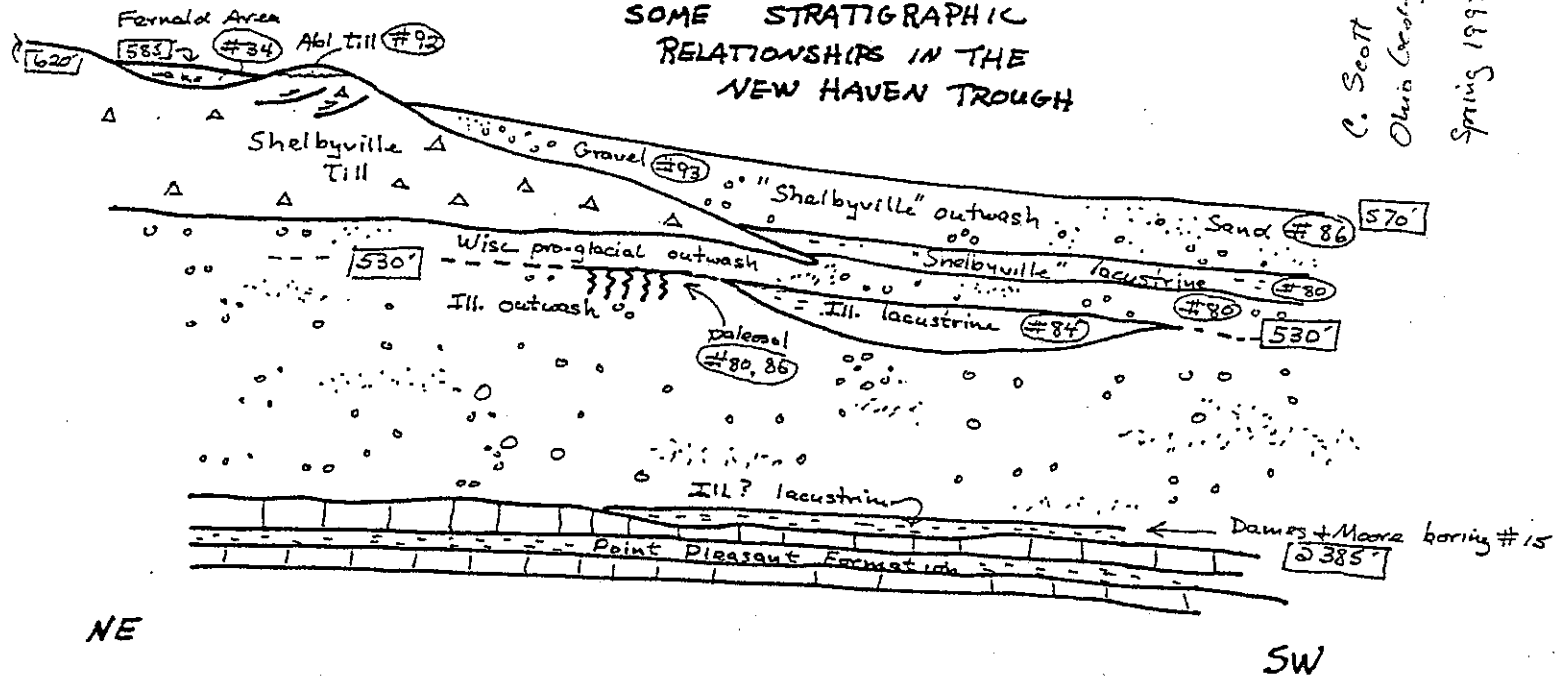 SOME STRATIGRAPHIC
RELATIONSHIPS IN THE
NEW HAVEN TROUGH
C. Scott
Spring 199
Fernald Area
620'
585'
#34
Abl till #92
Shelbyville
Till
Gravel #93
"Shelbyville" outwash
Sand #86
570'
Wisc pro-glacial outwash
"Shelbyville" lacustrine
#80
530'
Ill. outwash
Ill. lacustrine #84
#80
530'
paleosol
#80, 86
Ill? lacustrine
Dames + Moore boring #15
@ 385'
Point Pleasant Formation
NE
SW